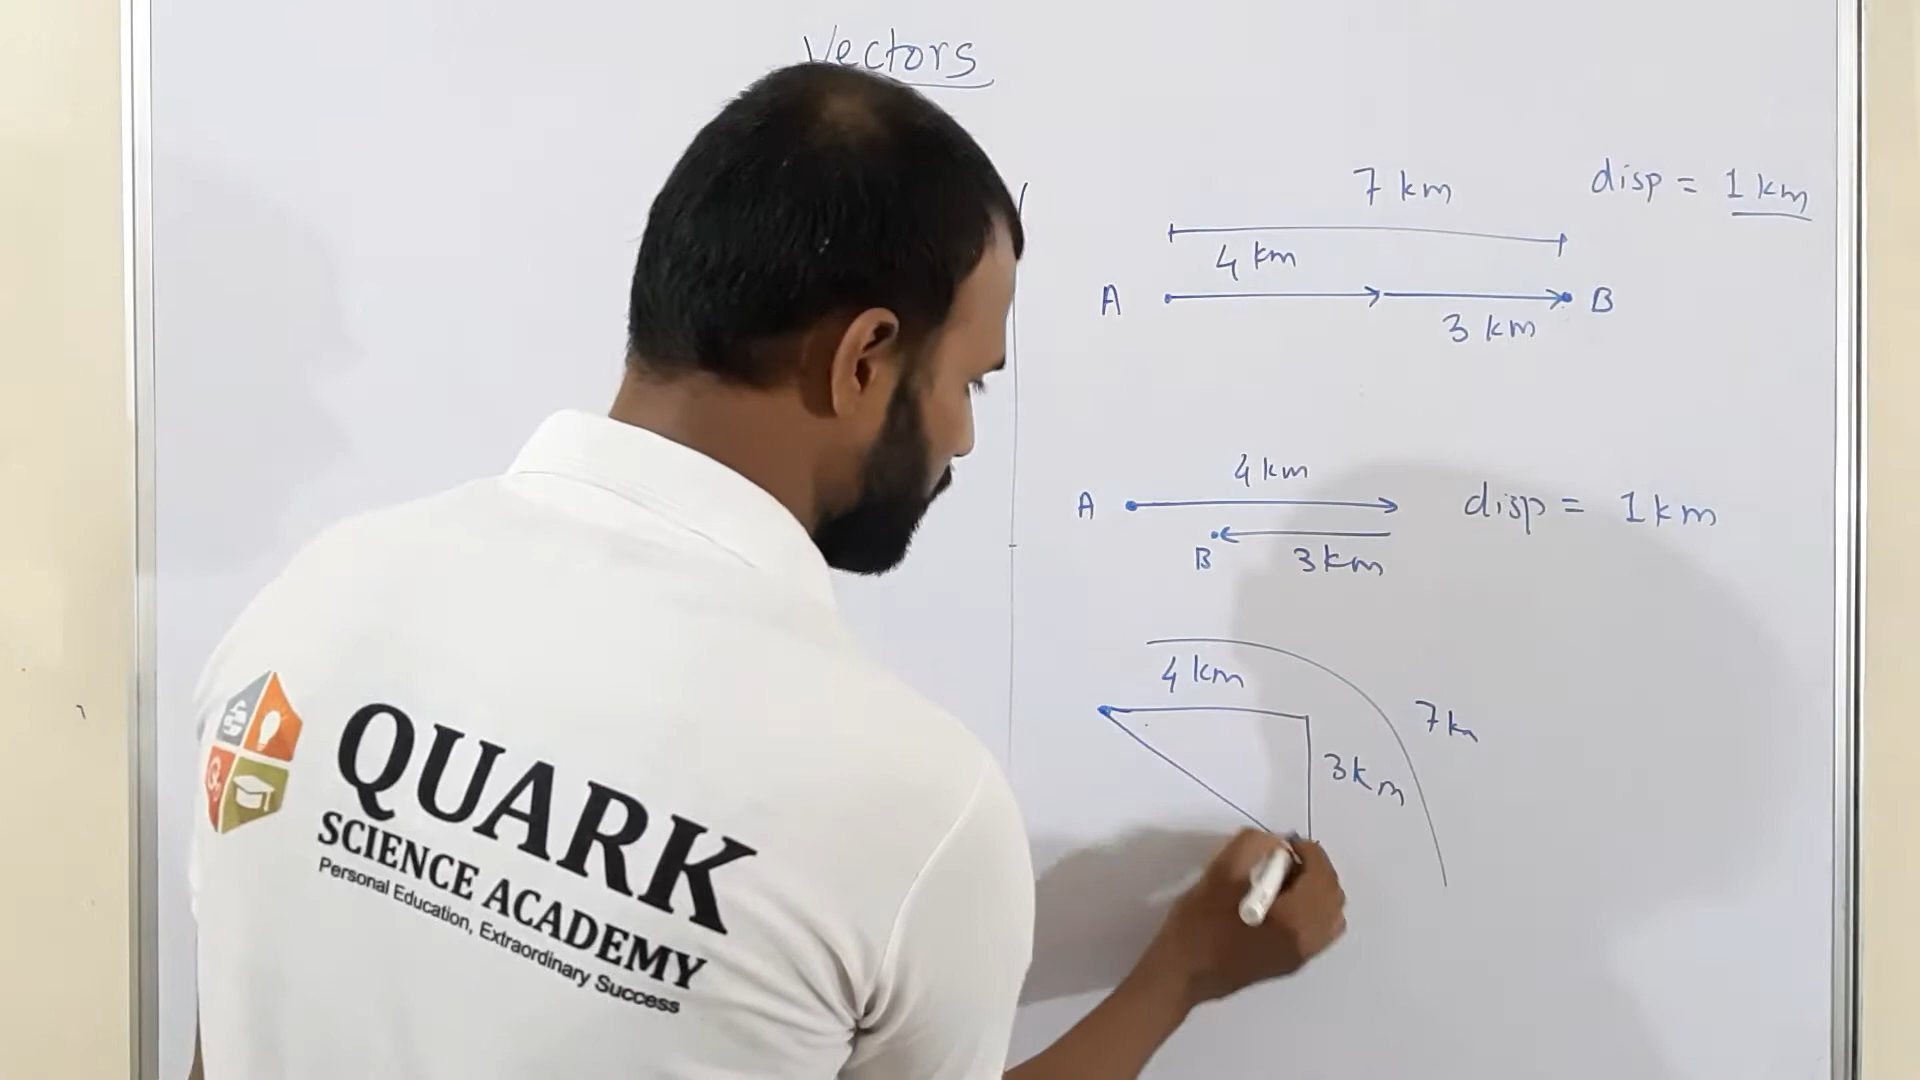 Vectors
7 km
disp = 1 km
4 km
A
B
3 km
4 km
A
disp = 1 km
B
3 km
4 km
7 km
3 km
QUARK
SCIENCE ACADEMY
Personal Education, Extraordinary Success